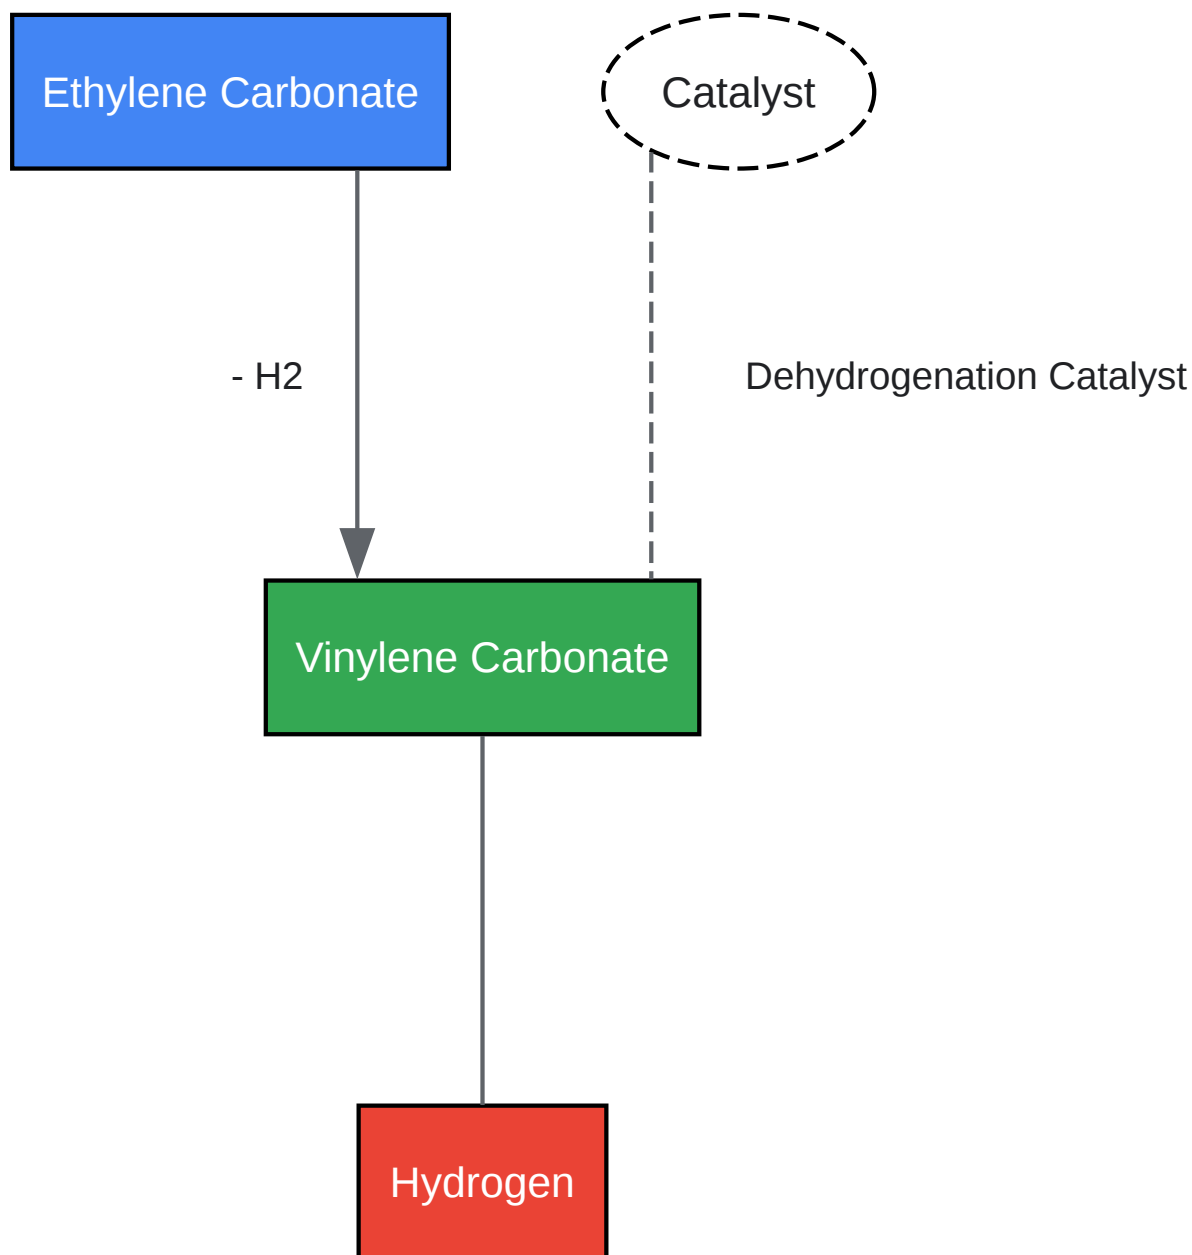 Ethylene Carbonate
Catalyst
- H2
Dehydrogenation Catalyst
Vinylene Carbonate
Hydrogen